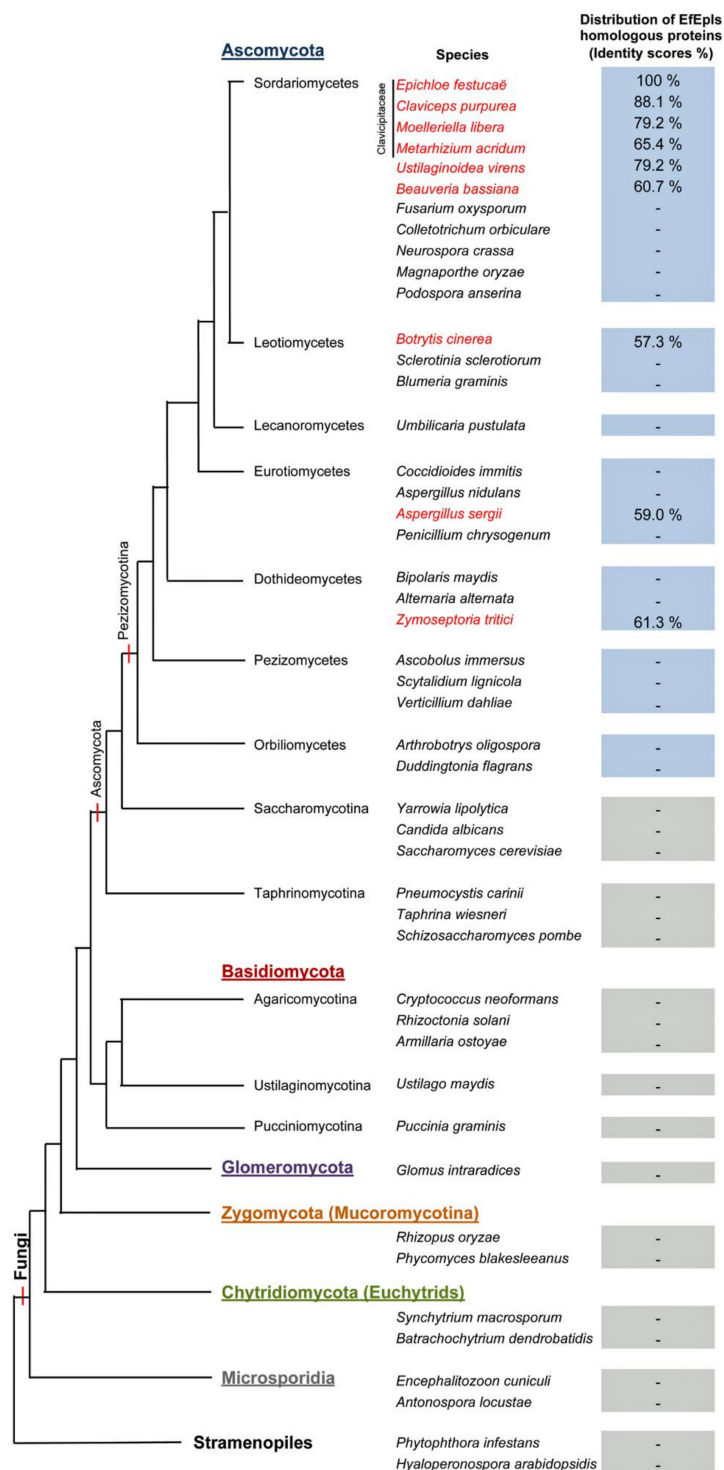 Distribution of EfEpls
homologous proteins
(Identity scores %)
Ascomycota
Species
Sordariomycetes
Clavicipitaceae
Epichloe festucaë 100 %
Claviceps purpurea 88.1 %
Moelleriella libera 79.2 %
Metarhizium acridum 65.4 %
Ustilaginoidea virens 79.2 %
Beauveria bassiana 60.7 %
Fusarium oxysporum -
Colletotrichum orbiculare -
Neurospora crassa -
Magnaporthe oryzae -
Podospora anserina -
Leotiomycetes Botrytis cinerea 57.3 %
Sclerotinia sclerotiorum -
Blumeria graminis -
Lecanoromycetes Umbilicaria pustulata -
Eurotiomycetes Coccidioides immitis -
Aspergillus nidulans -
Aspergillus sergii 59.0 %
Penicillium chrysogenum -
Pezizomycotina
Dothideomycetes Bipolaris maydis -
Alternaria alternata -
Zymoseptoria tritici 61.3 %
Pezizomycetes Ascobolus immersus -
Scytalidium lignicola -
Verticillium dahliae -
Ascomycota
Orbiliomycetes Arthrobotrys oligospora -
Duddingtonia flagrans -
Saccharomycotina Yarrowia lipolytica -
Candida albicans -
Saccharomyces cerevisiae -
Taphrinomycotina Pneumocystis carinii -
Taphrina wiesneri -
Schizosaccharomyces pombe -
Basidiomycota
Agaricomycotina Cryptococcus neoformans -
Rhizoctonia solani -
Armillaria ostoyae -
Ustilaginomycotina Ustilago maydis -
Pucciniomycotina Puccinia graminis -
Glomeromycota Glomus intraradices -
Zygomycota (Mucoromycotina)
Rhizopus oryzae -
Phycomyces blakesleeanus -
Fungi
Chytridiomycota (Euchytrids)
Synchytrium macrosporum -
Batrachochytrium dendrobatidis -
Microsporidia Encephalitozoon cuniculi -
Antonospora locustae -
Stramenopiles Phytophthora infestans -
Hyaloperonospora arabidopsidis -